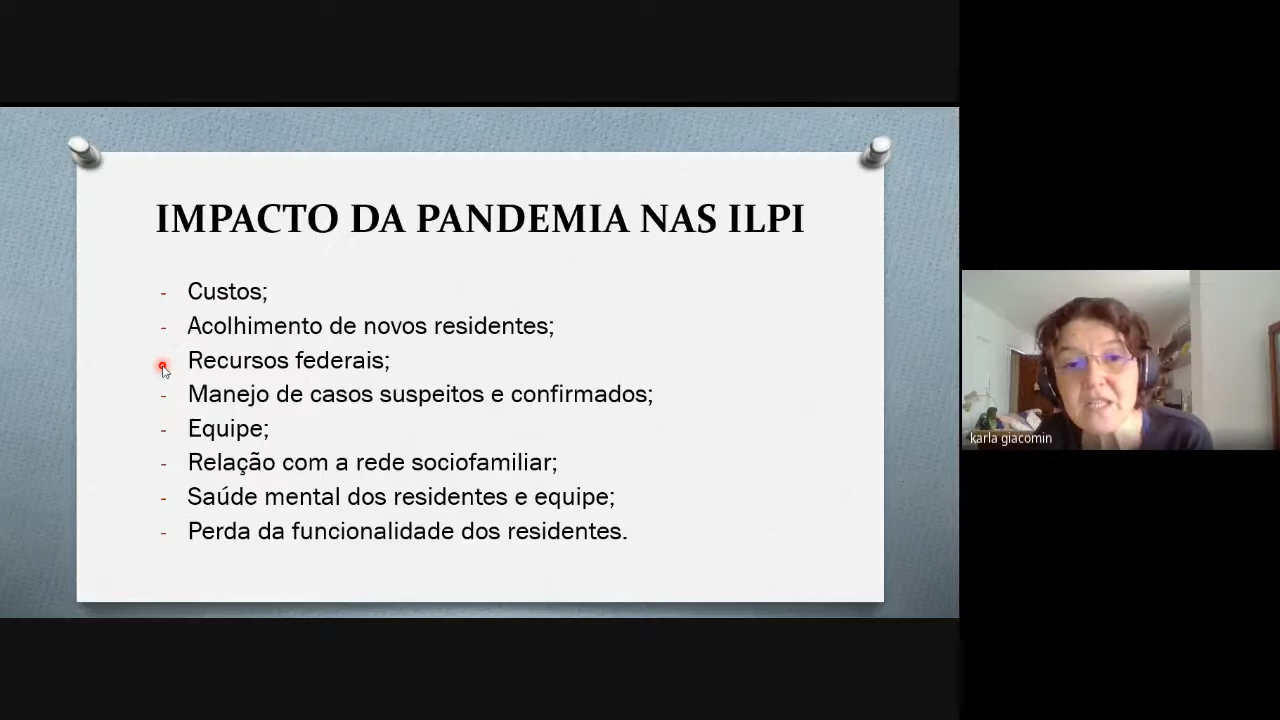 IMPACTO DA PANDEMIA NAS ILPI
- Custos;
- Acolhimento de novos residentes;
Recursos federais;
- Manejo de casos suspeitos e confirmados;
- Equipe;
- Relação com a rede sociofamiliar;
- Saúde mental dos residentes e equipe;
- Perda da funcionalidade dos residentes.
karla giacomin